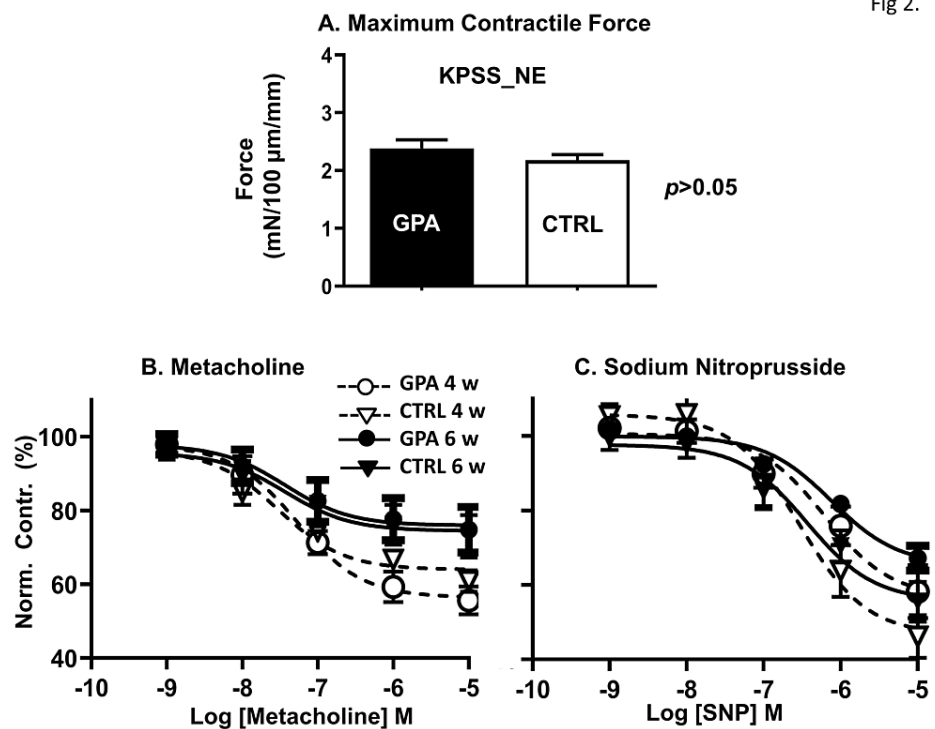 Fig 2.
A. Maximum Contractile Force
KPSS_NE
Force
(mN/100 µm/mm)
4
3
2
1
0
GPA
CTRL
p>0.05
B. Metacholine
GPA 4 w
CTRL 4 w
GPA 6 w
CTRL 6 w
Norm. Contr. (%)
100
80
60
40
-10 -9 -8 -7 -6 -5
Log [Metacholine] M
C. Sodium Nitroprusside
-10 -9 -8 -7 -6 -5
Log [SNP] M